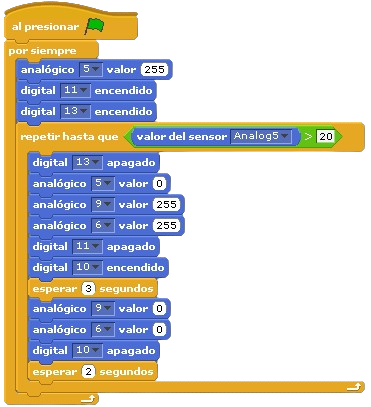 al presionar
por siempre
analógico 5 valor 255
digital 11 encendido
digital 13 encendido
repetir hasta que valor del sensor Analog5 > 20
digital 13 apagado
analógico 5 valor 0
analógico 9 valor 255
analógico 6 valor 255
digital 11 apagado
digital 10 encendido
esperar 3 segundos
analógico 9 valor 0
analógico 6 valor 0
digital 10 apagado
esperar 2 segundos